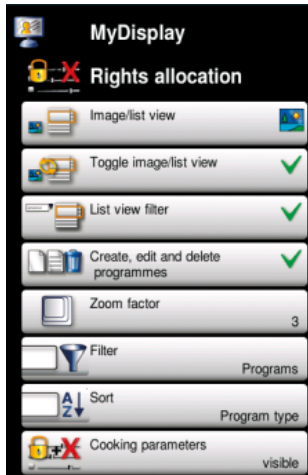 MyDisplay
Rights allocation
Image/list view
Toggle image/list view
List view filter
Create, edit and delete
programmes
Zoom factor
3
Filter
Programs
A
Z
Sort
Program type
Cooking parameters
visible